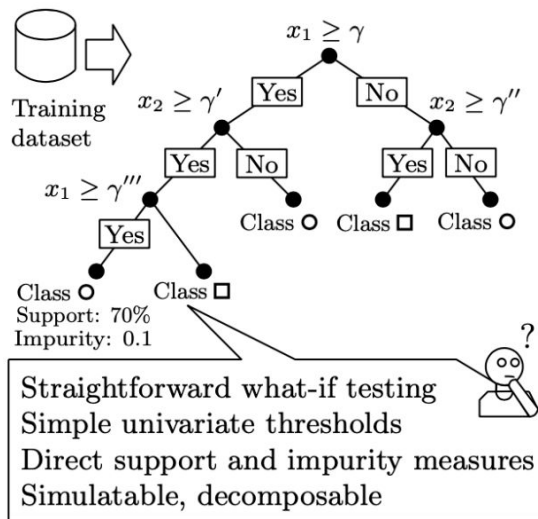 x₁ ≥ γ
Yes No
x₂ ≥ γ′ x₂ ≥ γ″
Training
dataset
Yes No Yes No
x₁ ≥ γ‴
Yes
Class Class Class
Class Class
Support: 70%
Impurity: 0.1
?
Straightforward what-if testing
Simple univariate thresholds
Direct support and impurity measures
Simulatable, decomposable